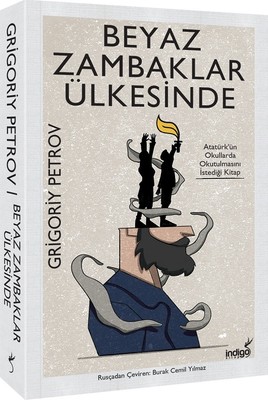 BEYAZ
ZAMBAKLAR
ÜLKESİNDE
GRİGORİY PETROV
Atatürk'ün
Okullarda
Okutulmasını
İstediği Kitap
indigo
Rusçadan Çeviren: Burak Cemil Yılmaz
GRİGORİY PETROV / BEYAZ ZAMBAKLAR
ÜLKESİNDE